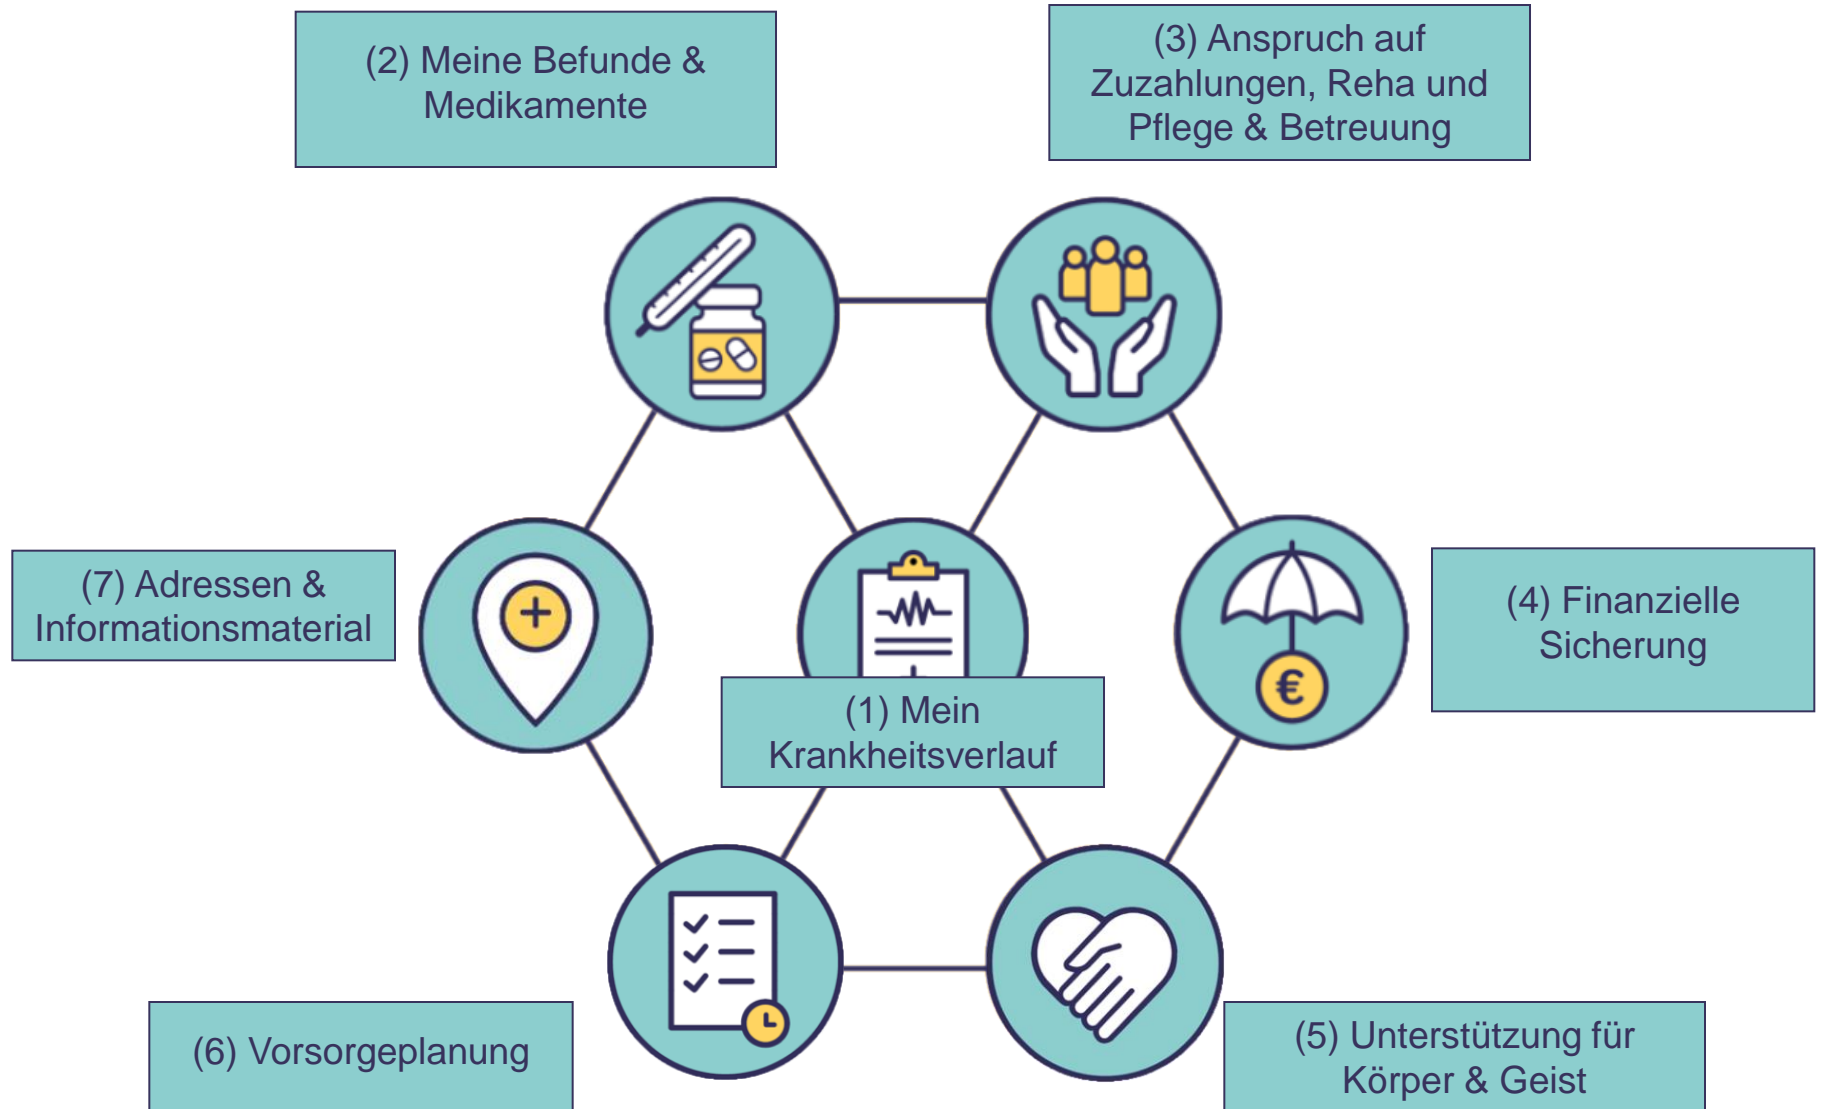 (2) Meine Befunde &
Medikamente
(3) Anspruch auf
Zuzahlungen, Reha und
Pflege & Betreuung
(7) Adressen &
Informationsmaterial
(4) Finanzielle
Sicherung
€
(1) Mein
Krankheitsverlauf
(6) Vorsorgeplanung
(5) Unterstützung für
Körper & Geist